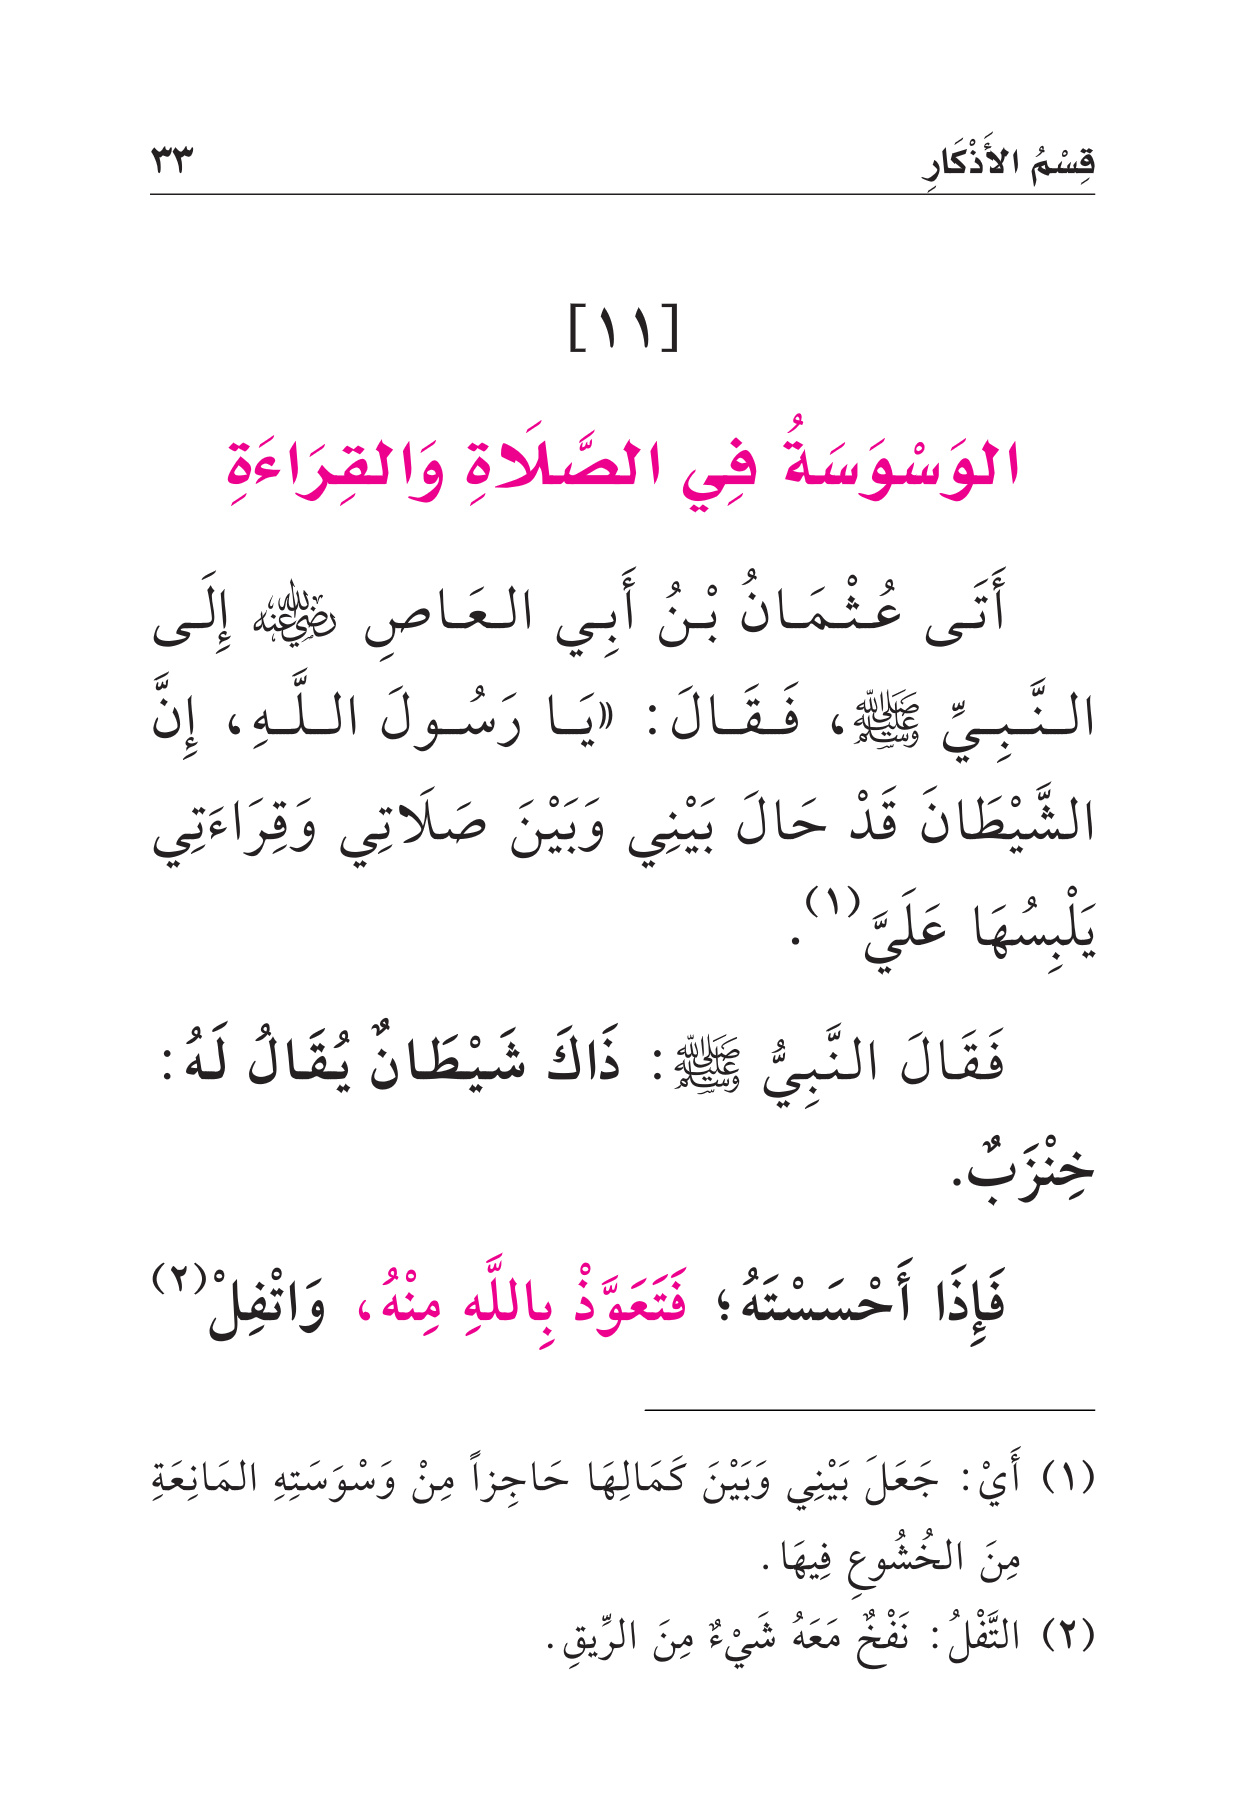 قِسْمُ الأَذْكَارِ ٣٣
[١١]
الوَسْوَسَةُ فِي الصَّلَاةِ وَالقِرَاءَةِ
أَتَى عُثْمَانُ بْنُ أَبِي العَاصِ رضي الله عنه إِلَى
النَّبِيِّ ﷺ، فَقَالَ: «يَا رَسُولَ اللَّهِ، إِنَّ
الشَّيْطَانَ قَدْ حَالَ بَيْنِي وَبَيْنَ صَلَاتِي وَقِرَاءَتِي
يَلْبِسُهَا عَلَيَّ(١).
فَقَالَ النَّبِيُّ ﷺ: ذَاكَ شَيْطَانٌ يُقَالُ لَهُ:
خِنْزَبٌ.
فَإِذَا أَحْسَسْتَهُ؛ فَتَعَوَّذْ بِاللَّهِ مِنْهُ، وَاتْفِلْ(٢)
(١) أَيْ: جَعَلَ بَيْنِي وَبَيْنَ كَمَالِهَا حَاجِزاً مِنْ وَسْوَسَتِهِ المَانِعَةِ
مِنَ الخُشُوعِ فِيهَا.
(٢) التَّفْلُ: نَفْخٌ مَعَهُ شَيْءٌ مِنَ الرِّيقِ.